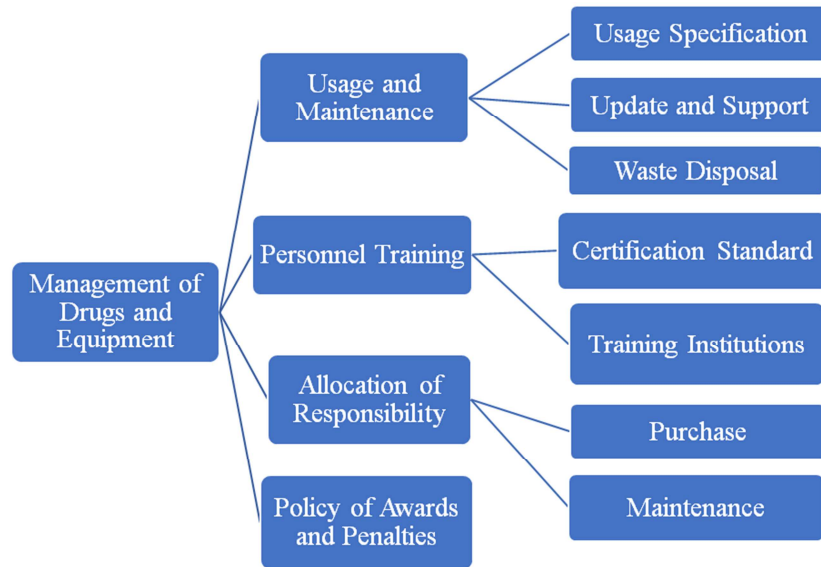 Management of
Drugs and
Equipment
Usage and
Maintenance
Usage Specification
Update and Support
Waste Disposal
Personnel Training
Certification Standard
Training Institutions
Allocation of
Responsibility
Purchase
Maintenance
Policy of Awards
and Penalties